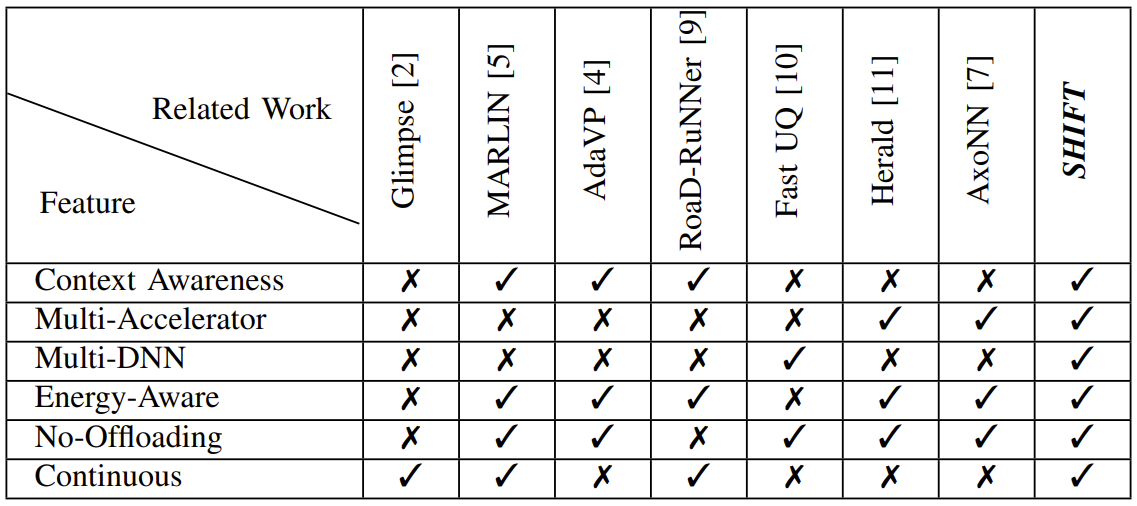 Related Work
Feature
Glimpse [2]
MARLIN [5]
AdaVP [4]
RoaD-RuNNer [9]
Fast UQ [10]
Herald [11]
AxoNN [7]
SHIFT
Context Awareness ✗ ✓ ✓ ✓ ✗ ✗ ✗ ✓
Multi-Accelerator ✗ ✗ ✗ ✗ ✗ ✓ ✓ ✓
Multi-DNN ✗ ✗ ✗ ✗ ✓ ✗ ✗ ✓
Energy-Aware ✗ ✓ ✓ ✓ ✗ ✓ ✓ ✓
No-Offloading ✗ ✓ ✓ ✗ ✓ ✓ ✓ ✓
Continuous ✓ ✓ ✗ ✓ ✗ ✗ ✗ ✓